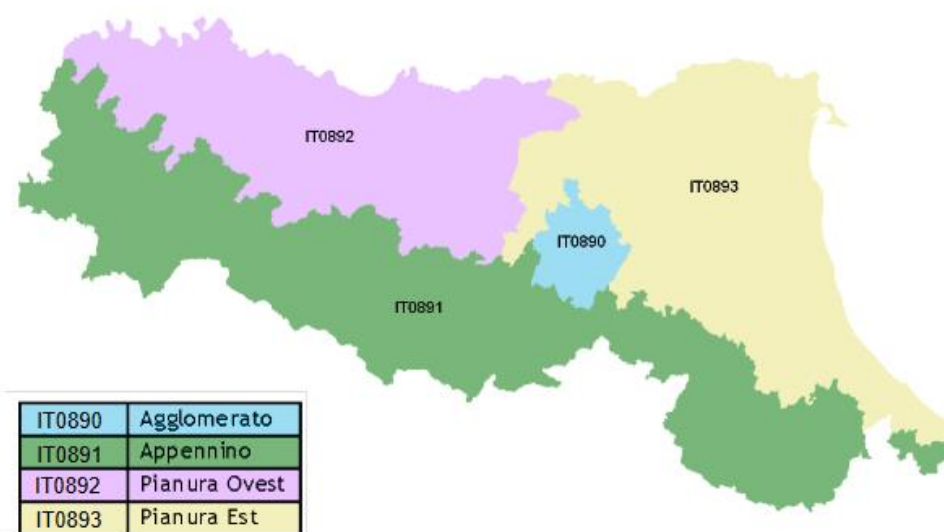 IT0892
IT0893
IT0890
IT0891
IT0890 Agglomerato
IT0891 Appennino
IT0892 Pianura Ovest
IT0893 Pianura Est